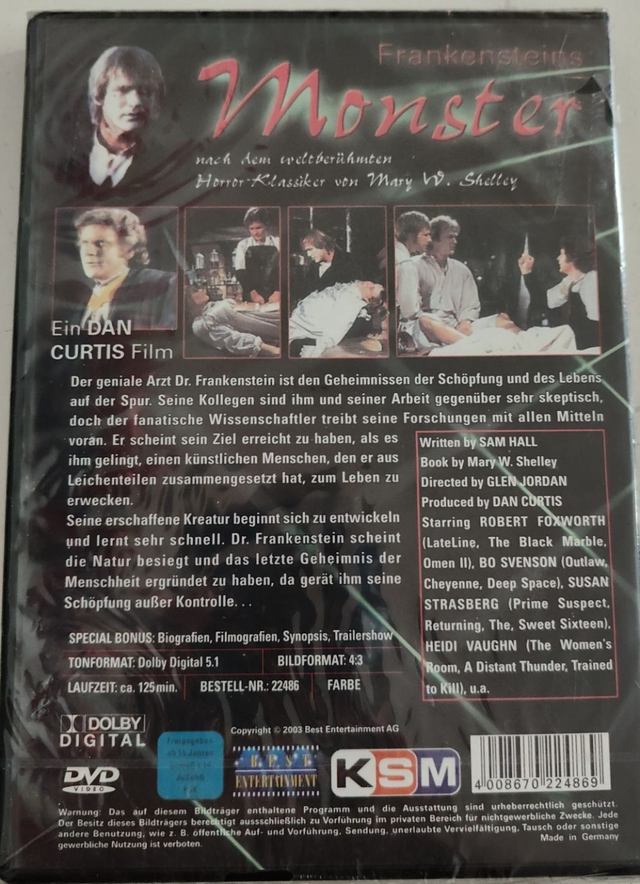 Frankensteins
Monster
nach dem weltberühmten
Horror-Klassiker von Mary W. Shelley
Ein DAN
CURTIS Film
Der geniale Arzt Dr. Frankenstein ist den Geheimnissen der Schöpfung und des Lebens
auf der Spur. Seine Kollegen sind ihm und seiner Arbeit gegenüber sehr skeptisch,
doch der fanatische Wissenschaftler treibt seine Forschungen mit allen Mitteln
voran. Er scheint sein Ziel erreicht zu haben, als es
ihm gelingt, einen künstlichen Menschen, den er aus
Leichenteilen zusammengesetzt hat, zum Leben zu
erwecken.
Seine erschaffene Kreatur beginnt sich zu entwickeln
und lernt sehr schnell. Dr. Frankenstein scheint
die Natur besiegt und das letzte Geheimnis der
Menschheit ergründet zu haben, da gerät ihm seine
Schöpfung außer Kontrolle. . .
Written by SAM HALL
Book by Mary W. Shelley
Directed by GLEN JORDAN
Produced by DAN CURTIS
Starring ROBERT FOXWORTH
(LateLine, The Black Marble,
Omen II), BO SVENSON (Outlaw,
Cheyenne, Deep Space), SUSAN
STRASBERG (Prime Suspect,
Returning, The, Sweet Sixteen),
HEIDI VAUGHN (The Women's
Room, A Distant Thunder, Trained
to Kill), u.a.
SPECIAL BONUS: Biografien, Filmografien, Synopsis, Trailershow
TONFORMAT: Dolby Digital 5.1 BILDFORMAT: 4:3
LAUFZEIT: ca. 125 min. BESTELL-NR.: 22486 FARBE
Copyright © 2003 Best Entertainment AG
DOLBY
DIGITAL
DVD
VIDEO
Freigegeben
ab 16 Jahren
BEST
ENTERTAINMENT
KSM
4 008670 224869
Warnung: Das auf diesem Bildträger enthaltene Programm und die Ausstattung sind urheberrechtlich geschützt.
Der Besitz dieses Bildträgers berechtigt aussschließlich zu Vorführung im privaten Bereich für nichtgewerbliche Zwecke. Jede
andere Benutzung, wie z. B. öffentliche Auf- und Vorführung, Sendung, unerlaubte Vervielfältigung, Tausch oder sonstige
gewerbliche Nutzung ist verboten.
Made in Germany